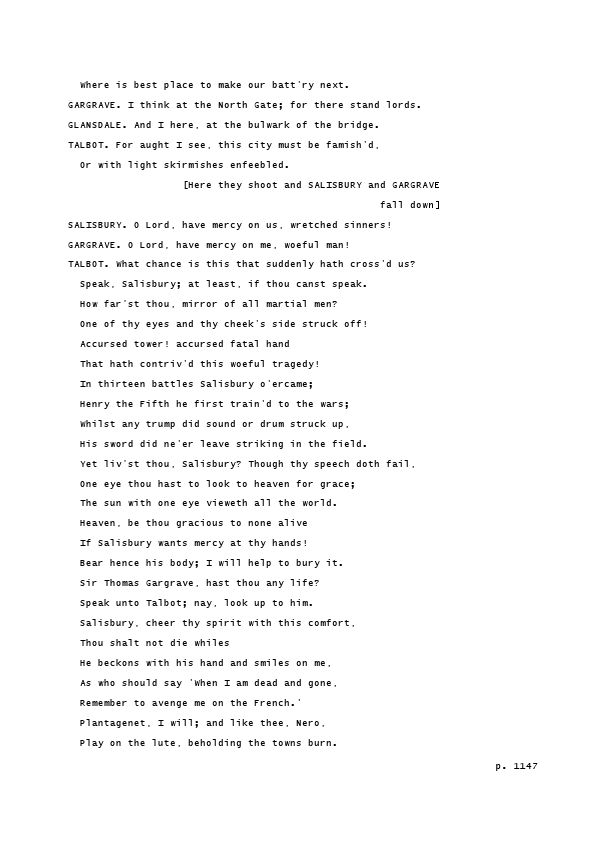 Where is best place to make our batt'ry next.
GARGRAVE. I think at the North Gate; for there stand lords.
GLANSDALE. And I here, at the bulwark of the bridge.
TALBOT. For aught I see, this city must be famish'd,
Or with light skirmishes enfeebled.
[Here they shoot and SALISBURY and GARGRAVE
fall down]
SALISBURY. O Lord, have mercy on us, wretched sinners!
GARGRAVE. O Lord, have mercy on me, woeful man!
TALBOT. What chance is this that suddenly hath cross'd us?
Speak, Salisbury; at least, if thou canst speak.
How far'st thou, mirror of all martial men?
One of thy eyes and thy cheek's side struck off!
Accursed tower! accursed fatal hand
That hath contriv'd this woeful tragedy!
In thirteen battles Salisbury o'ercame;
Henry the Fifth he first train'd to the wars;
Whilst any trump did sound or drum struck up,
His sword did ne'er leave striking in the field.
Yet liv'st thou, Salisbury? Though thy speech doth fail,
One eye thou hast to look to heaven for grace;
The sun with one eye vieweth all the world.
Heaven, be thou gracious to none alive
If Salisbury wants mercy at thy hands!
Bear hence his body; I will help to bury it.
Sir Thomas Gargrave, hast thou any life?
Speak unto Talbot; nay, look up to him.
Salisbury, cheer thy spirit with this comfort,
Thou shalt not die whiles
He beckons with his hand and smiles on me,
As who should say 'When I am dead and gone,
Remember to avenge me on the French.'
Plantagenet, I will; and like thee, Nero,
Play on the lute, beholding the towns burn.
p. 1147